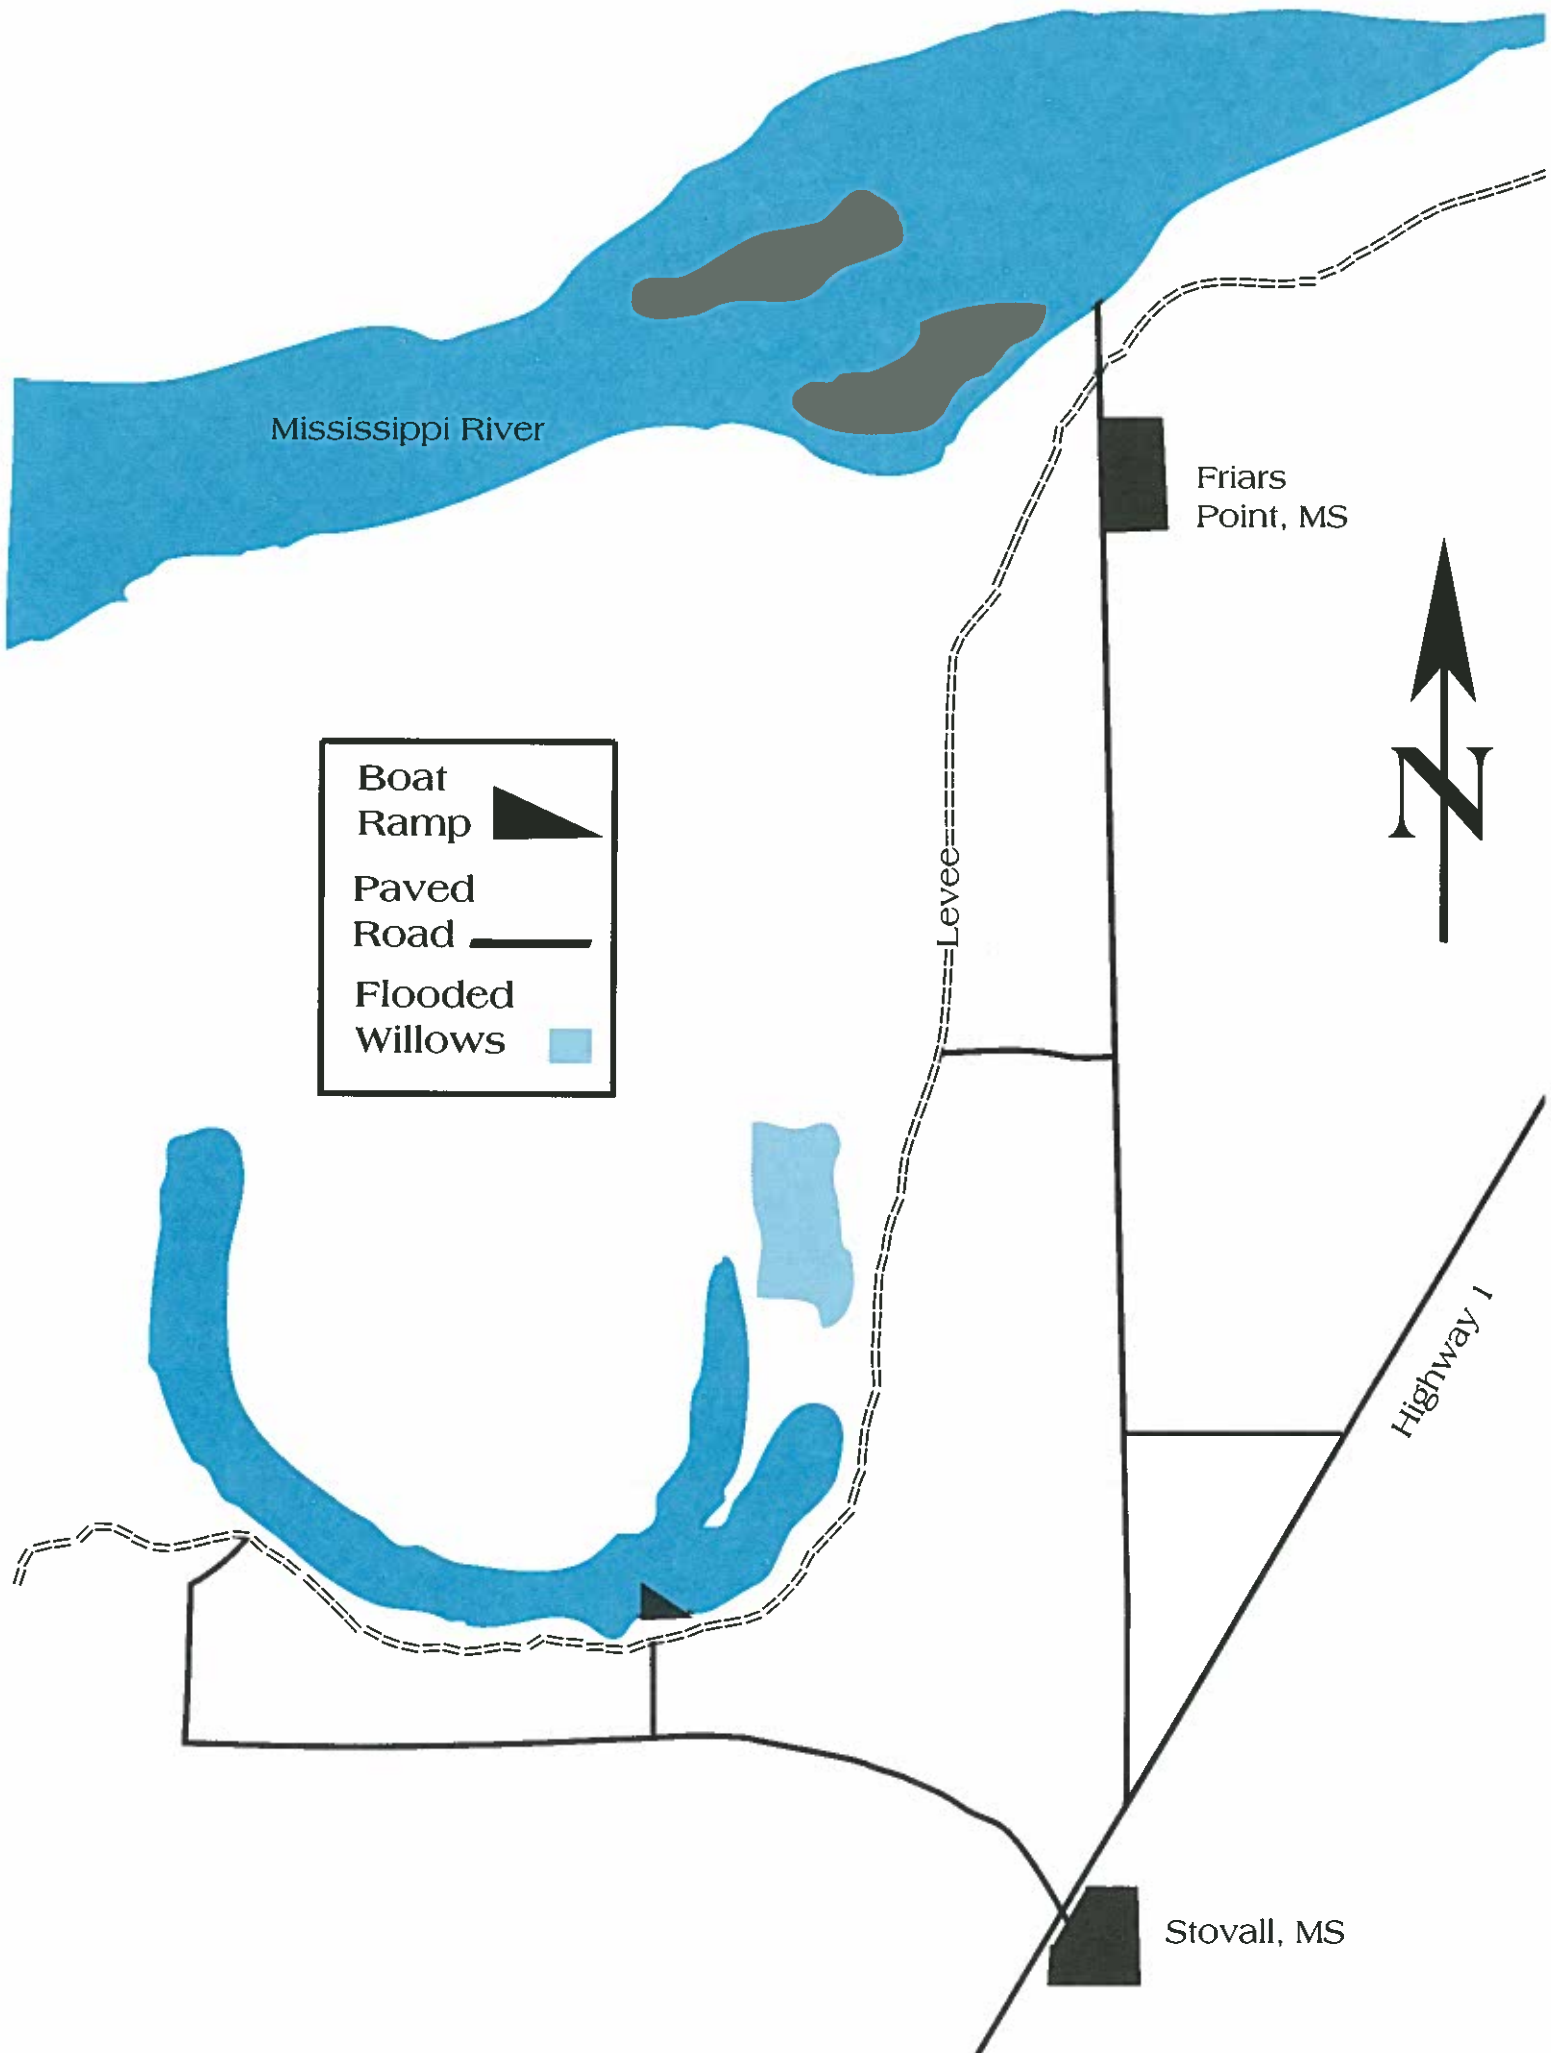 Mississippi River
Friars
Point, MS
Boat
Ramp
Paved
Road
Flooded
Willows
N
Levee
Highway 1
Stovall, MS